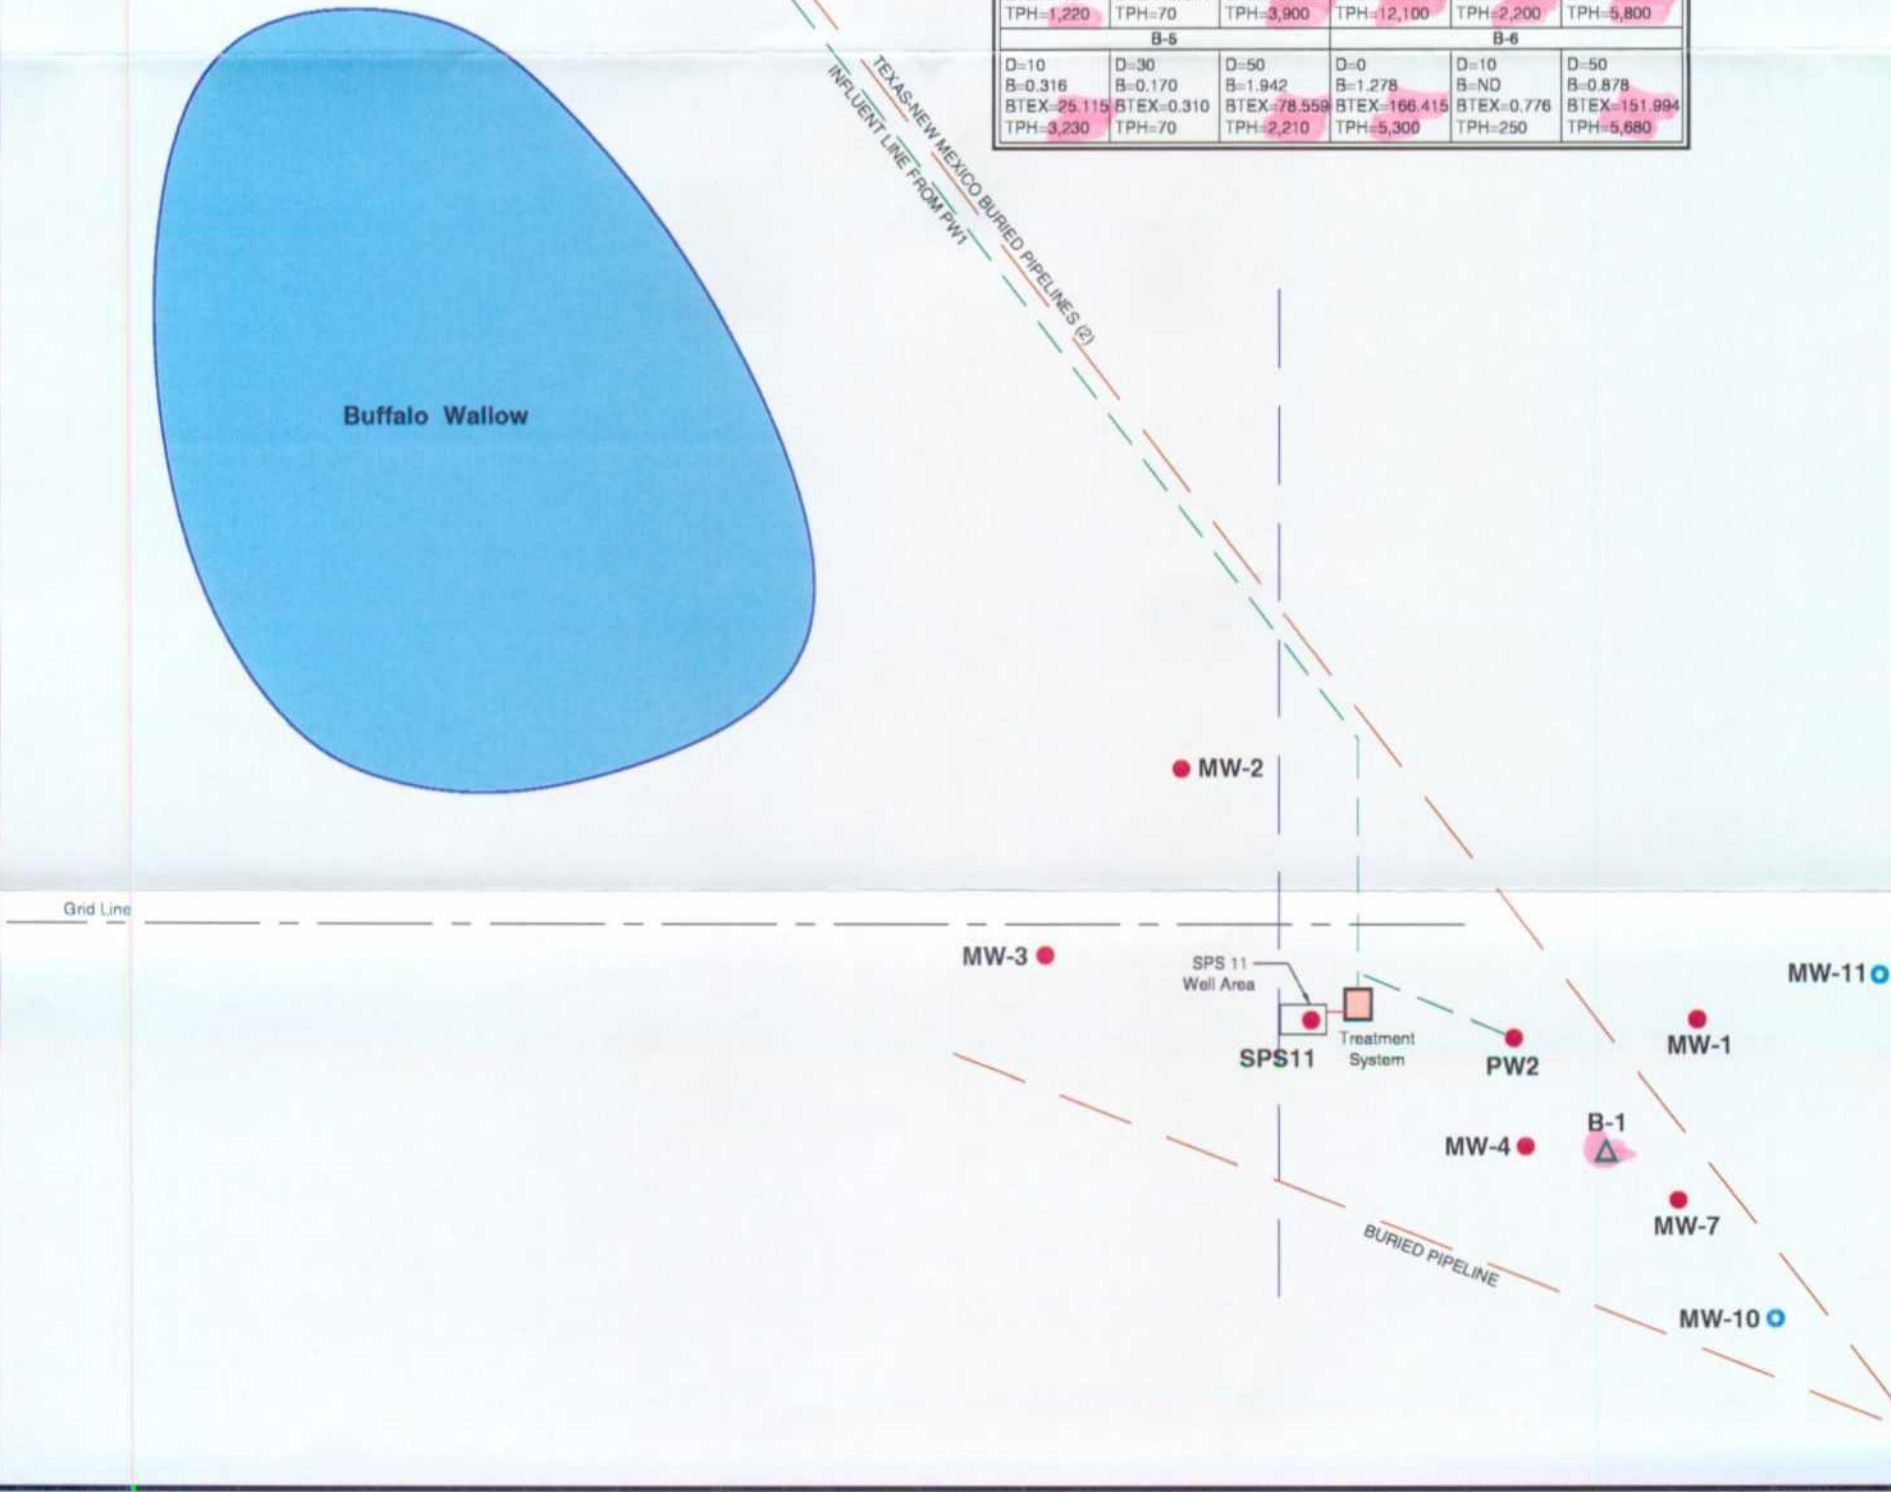 TPH=1,220 TPH=70 TPH=3,900 TPH=12,100 TPH=2,200 TPH=5,800
B-5 B-6
D=10 D=30 D=50 D=0 D=10 D=50
B=0.316 B=0.170 B=1.942 B=1.278 B=ND B=0.878
BTEX=25.115 BTEX=0.310 BTEX=78.559 BTEX=166.415 BTEX=0.776 BTEX=151.994
TPH=3,230 TPH=70 TPH=2,210 TPH=5,300 TPH=250 TPH=5,680
TEXAS-NEW MEXICO BURIED PIPELINES (2)
INFLUENT LINE FROM PW1
Buffalo Wallow
MW-2
Grid Line
MW-3
SPS 11
Well Area
MW-11
SPS11
Treatment
System
PW2
MW-1
B-1
MW-4
MW-7
BURIED PIPELINE
MW-10